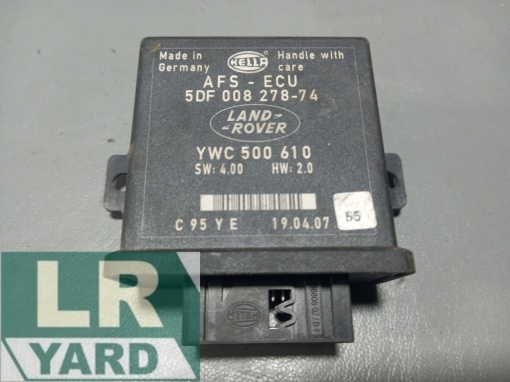 Made in
Germany
HELLA
Handle with
care
AFS - ECU
5DF 008 278-74
LAND-
-ROVER
YWC 500 610
SW: 4.00 HW: 2.0
C 95 Y E 19.04.07
55
HELLA
LR
YARD